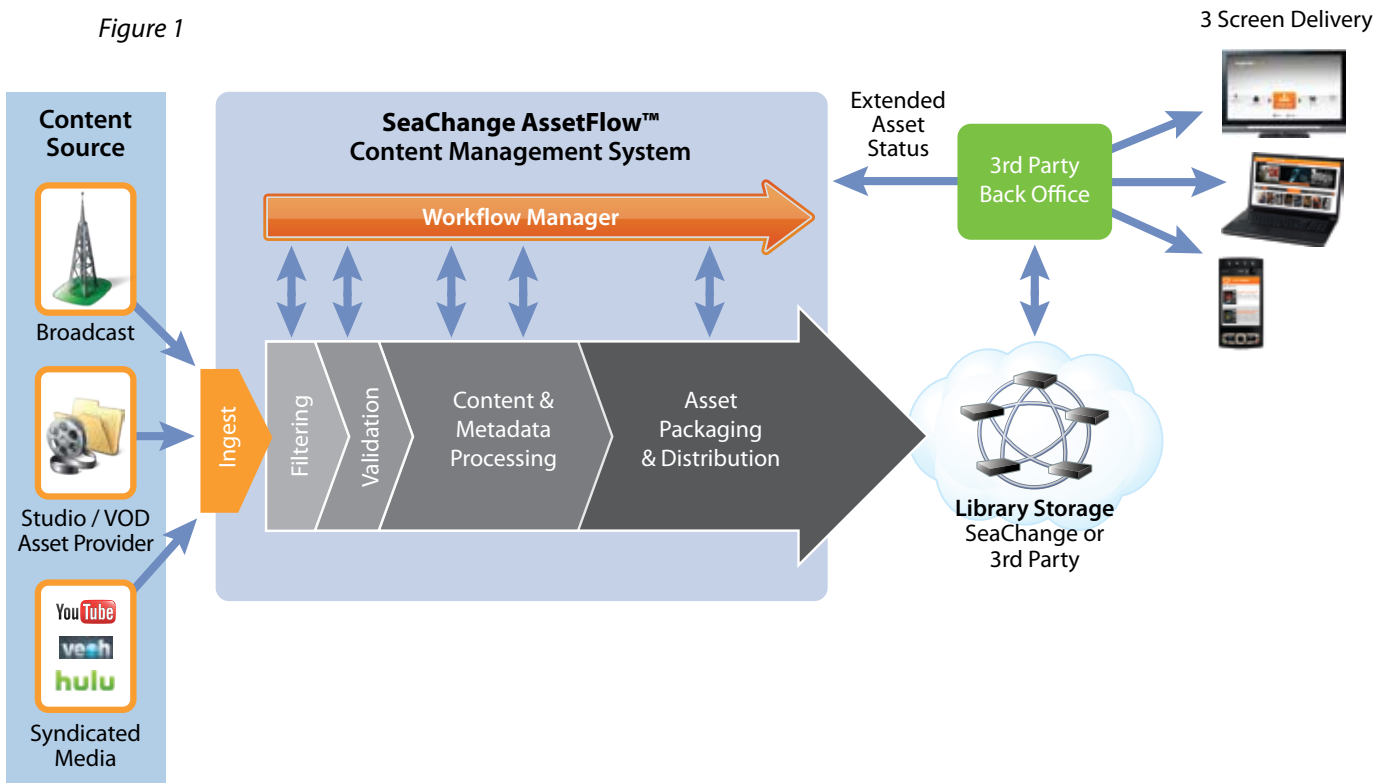 Figure 1
3 Screen Delivery
Content
Source
Broadcast
Studio / VOD
Asset Provider
YouTube
veoh
hulu
Syndicated
Media
SeaChange AssetFlow™
Content Management System
Workflow Manager
Ingest
Filtering
Validation
Content &
Metadata
Processing
Asset
Packaging
& Distribution
Extended
Asset
Status
3rd Party
Back Office
Library Storage
SeaChange or
3rd Party